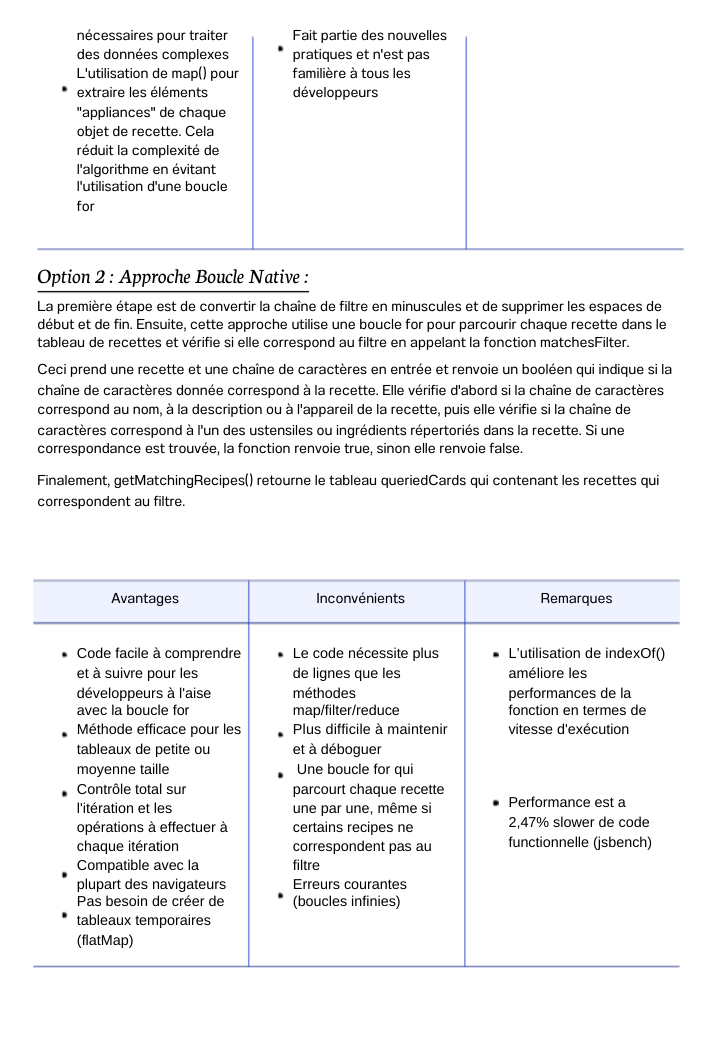 nécessaires pour traiter
des données complexes
L'utilisation de map() pour
extraire les éléments
"appliances" de chaque
objet de recette. Cela
réduit la complexité de
l'algorithme en évitant
l'utilisation d'une boucle
for
Fait partie des nouvelles
pratiques et n'est pas
familière à tous les
développeurs
Option 2 : Approche Boucle Native :
La première étape est de convertir la chaîne de filtre en minuscules et de supprimer les espaces de
début et de fin. Ensuite, cette approche utilise une boucle for pour parcourir chaque recette dans le
tableau de recettes et vérifie si elle correspond au filtre en appelant la fonction matchesFilter.
Ceci prend une recette et une chaîne de caractères en entrée et renvoie un booléen qui indique si la
chaîne de caractères donnée correspond à la recette. Elle vérifie d'abord si la chaîne de caractères
correspond au nom, à la description ou à l'appareil de la recette, puis elle vérifie si la chaîne de
caractères correspond à l'un des ustensiles ou ingrédients répertoriés dans la recette. Si une
correspondance est trouvée, la fonction renvoie true, sinon elle renvoie false.
Finalement, getMatchingRecipes() retourne le tableau queriedCards qui contenant les recettes qui
correspondent au filtre.
Avantages
Inconvénients
Remarques
Code facile à comprendre
et à suivre pour les
développeurs à l'aise
avec la boucle for
Méthode efficace pour les
tableaux de petite ou
moyenne taille
Contrôle total sur
l'itération et les
opérations à effectuer à
chaque itération
Compatible avec la
plupart des navigateurs
Pas besoin de créer de
tableaux temporaires
(flatMap)
Le code nécessite plus
de lignes que les
méthodes
map/filter/reduce
Plus difficile à maintenir
et à déboguer
Une boucle for qui
parcourt chaque recette
une par une, même si
certains recipes ne
correspondent pas au
filtre
Erreurs courantes
(boucles infinies)
L'utilisation de indexOf()
améliore les
performances de la
fonction en termes de
vitesse d'exécution
Performance est a
2,47% slower de code
functionnelle (jsbench)